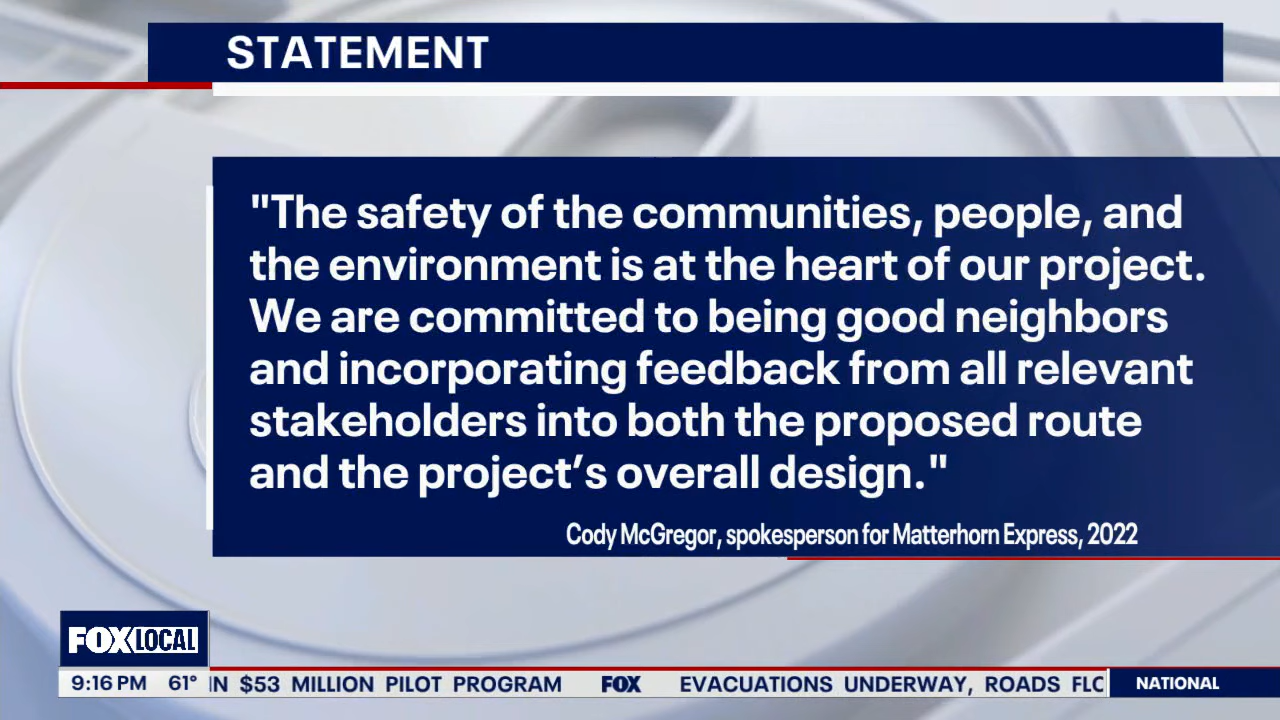 STATEMENT
"The safety of the communities, people, and
the environment is at the heart of our project.
We are committed to being good neighbors
and incorporating feedback from all relevant
stakeholders into both the proposed route
and the project’s overall design."
Cody McGregor, spokesperson for Matterhorn Express, 2022
FOX LOCAL
9:16 PM 61° IN $53 MILLION PILOT PROGRAM FOX EVACUATIONS UNDERWAY, ROADS NATIONAL